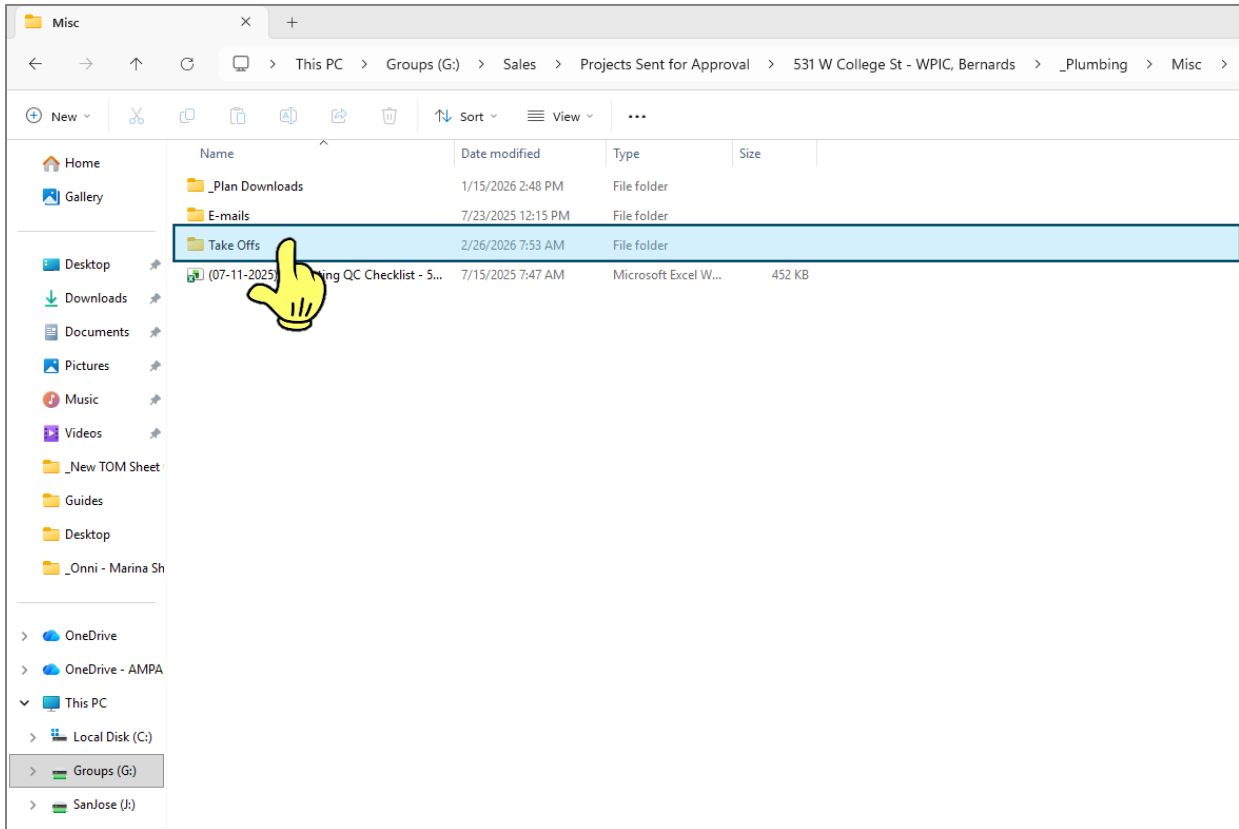 Misc
This PC > Groups (G:) > Sales > Projects Sent for Approval > 531 W College St - WPIC, Bernards > _Plumbing > Misc >
New Sort View ...
Name Date modified Type Size
_Plan Downloads 1/15/2026 2:48 PM File folder
E-mails 7/23/2025 12:15 PM File folder
Take Offs 2/26/2026 7:53 AM File folder
(07-11-2025) QC Checklist - 5... 7/15/2025 7:47 AM Microsoft Excel W... 452 KB
Home
Gallery
Desktop
Downloads
Documents
Pictures
Music
Videos
_New TOM Sheet
Guides
Desktop
_Onni - Marina Sh
OneDrive
OneDrive - AMPA
This PC
Local Disk (C:)
Groups (G:)
SanJose (J:)